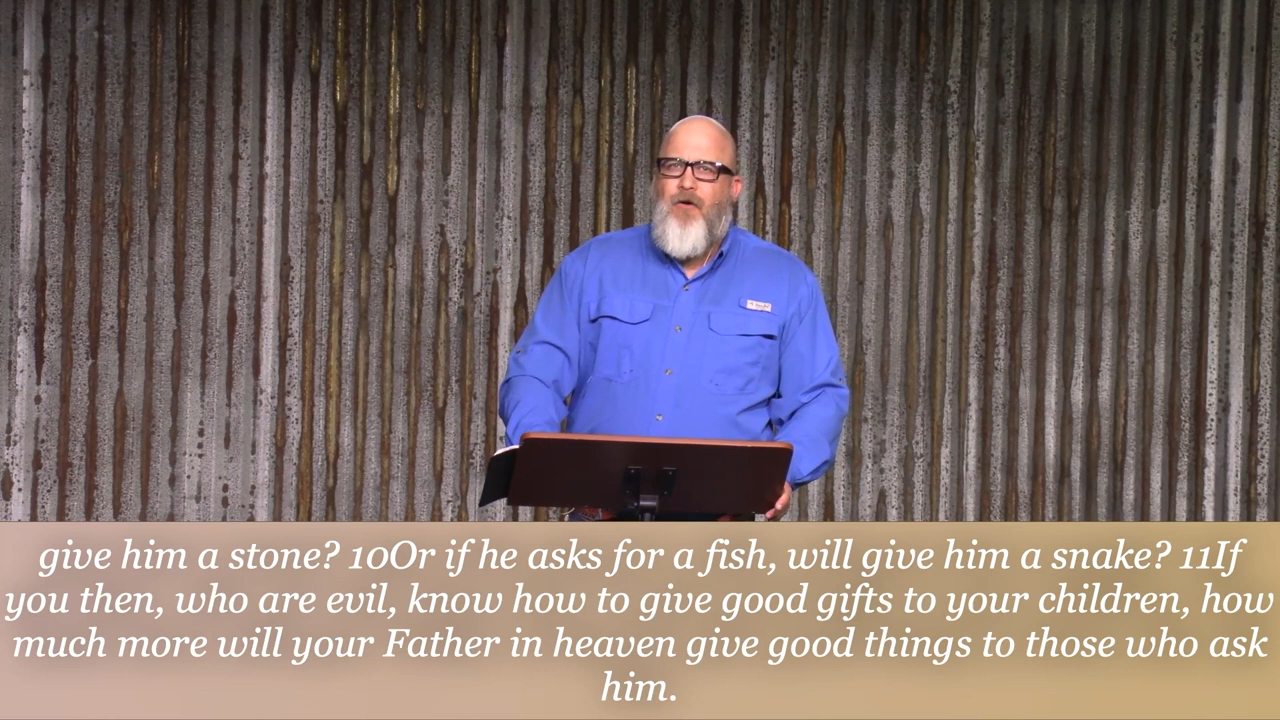 give him a stone? 10Or if he asks for a fish, will give him a snake? 11If
you then, who are evil, know how to give good gifts to your children, how
much more will your Father in heaven give good things to those who ask
him.